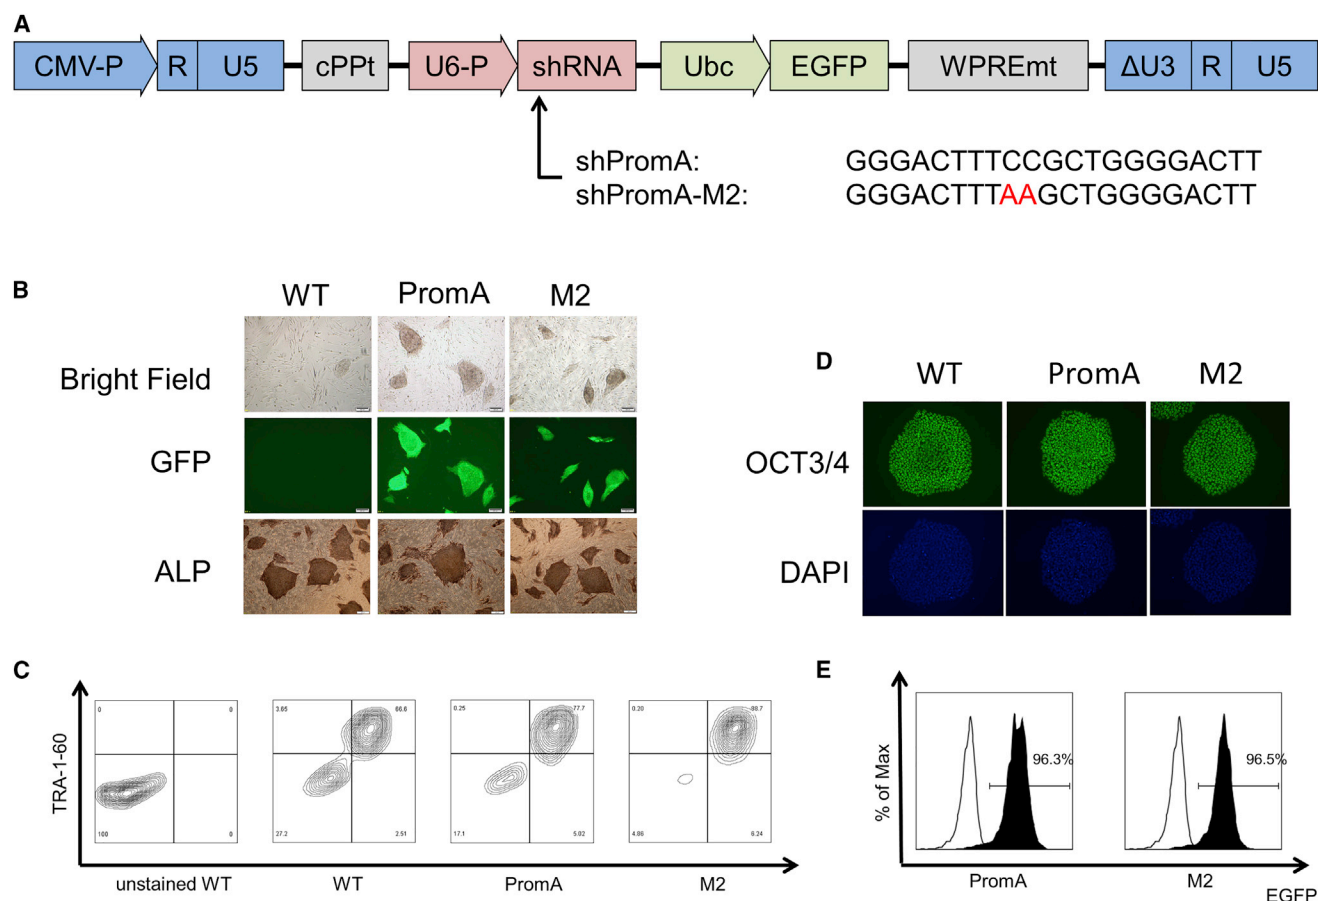 A
CMV-P R U5 cPPt U6-P shRNA Ubc EGFP WPREmt ΔU3 R U5
shPromA: GGGACTTTCCGCTGGGGACTT
shPromA-M2: GGGACTTTAAGCTGGGGACTT
B
WT PromA M2
Bright Field
GFP
ALP
D
WT PromA M2
OCT3/4
DAPI
C
TRA-1-60
0 0
100 0
unstained WT
3.65 66.6
27.2 2.51
WT
0.25 77.7
17.1 5.02
PromA
0.20 88.7
4.86 6.24
M2
E
% of Max
96.3%
PromA
96.5%
M2
EGFP